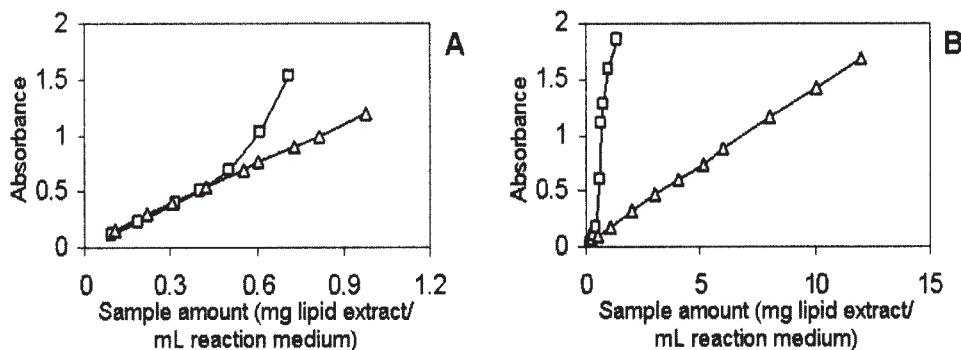 2
1.5
1
0.5
0
Absorbance
0 0.3 0.6 0.9 1.2
Sample amount (mg lipid extract/
mL reaction medium)
A
2
1.5
1
0.5
0
Absorbance
0 5 10 15
Sample amount (mg lipid extract/
mL reaction medium)
B